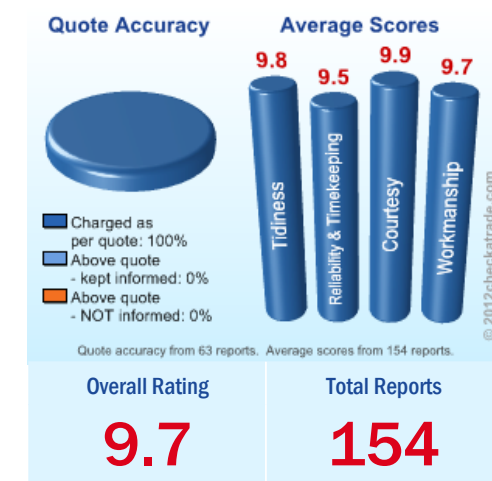 Quote Accuracy
Average Scores
9.8
9.5
9.9
9.7
Tidiness
Reliability & Timekeeping
Courtesy
Workmanship
Charged as
per quote: 100%
Above quote
- kept informed: 0%
Above quote
- NOT informed: 0%
© 2012checkatrade.com
Quote accuracy from 63 reports. Average scores from 154 reports.
Overall Rating
9.7
Total Reports
154